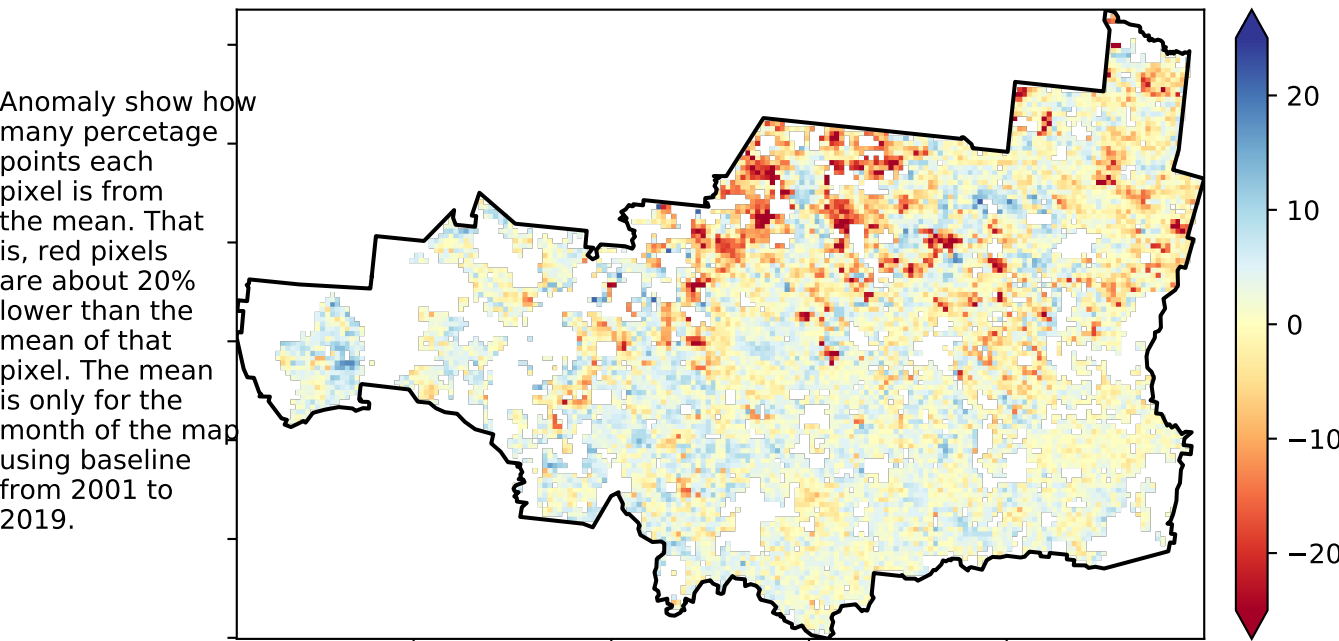 Anomaly show how
many percetage
points each
pixel is from
the mean. That
is, red pixels
are about 20%
lower than the
mean of that
pixel. The mean
is only for the
month of the map
using baseline
from 2001 to
2019.
20
10
0
−10
−20